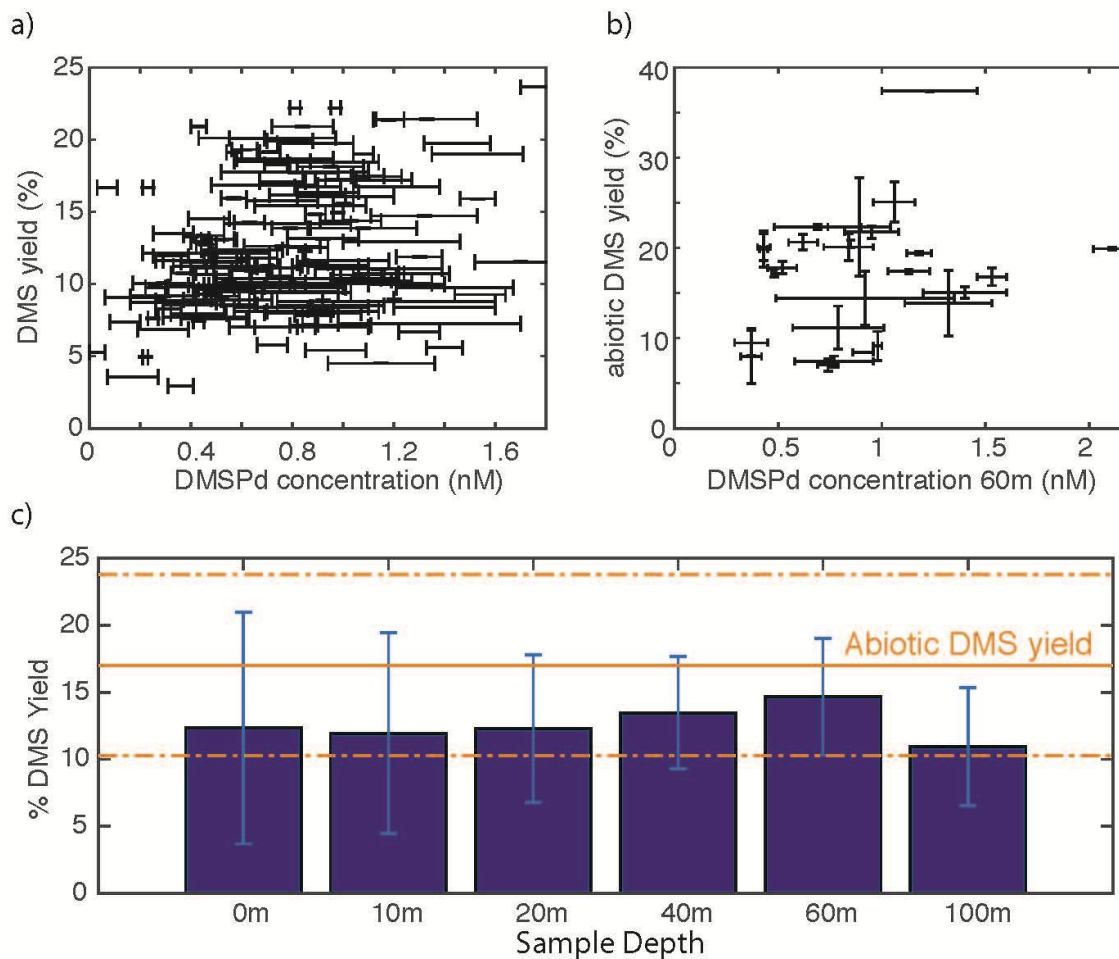 a)
25
20
15
10
5
0
DMS yield (%)
0 0.4 0.8 1.2 1.6
DMSPd concentration (nM)
b)
40
30
20
10
0
abiotic DMS yield (%)
0 0.5 1 1.5 2
DMSPd concentration 60m (nM)
c)
25
20
15
10
5
0
% DMS Yield
Abiotic DMS yield
0m 10m 20m 40m 60m 100m
Sample Depth